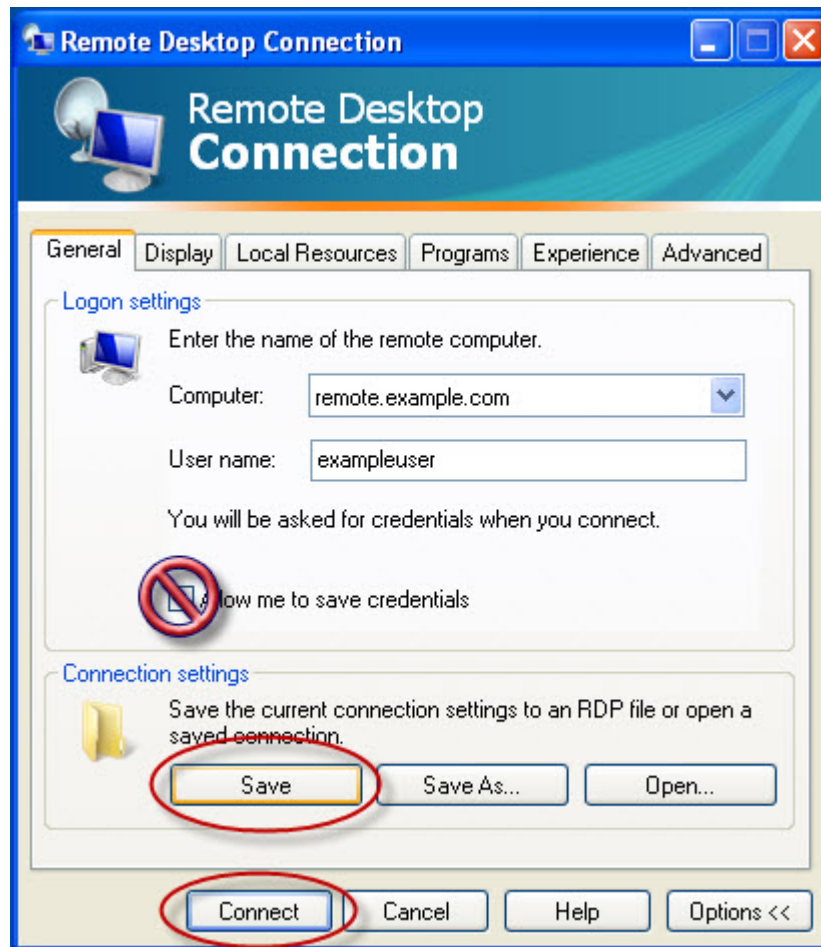 Remote Desktop Connection
Remote Desktop
Connection
General Display Local Resources Programs Experience Advanced
Logon settings
Enter the name of the remote computer.
Computer: remote.example.com
User name: exampleuser
You will be asked for credentials when you connect.
Allow me to save credentials
Connection settings
Save the current connection settings to an RDP file or open a
saved connection.
Save Save As... Open...
Connect Cancel Help Options <<